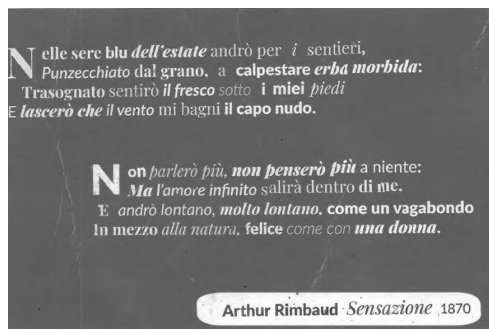 Nelle sere blu dell'estate andrò per i sentieri,
Punzecchiato dal grano, a calpestare erba morbida:
Trasognato sentirò il fresco sotto i miei piedi
E lascerò che il vento mi bagni il capo nudo.
Non parlerò più, non penserò più a niente:
Ma l'amore infinito salirà dentro di me.
E andrò lontano, molto lontano, come un vagabondo
In mezzo alla natura, felice come con una donna.
Arthur Rimbaud Sensazione 1870